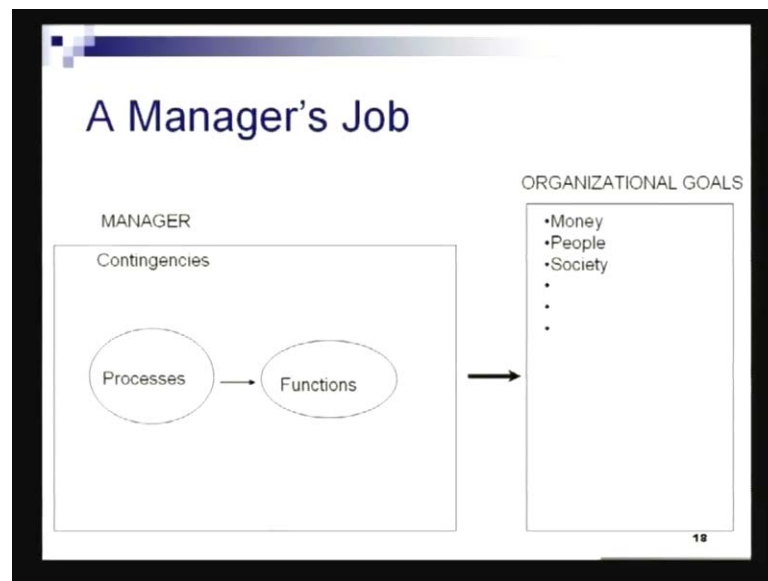 A Manager's Job
MANAGER
Contingencies
Processes
Functions
ORGANIZATIONAL GOALS
•Money
•People
•Society
•
•
•
18